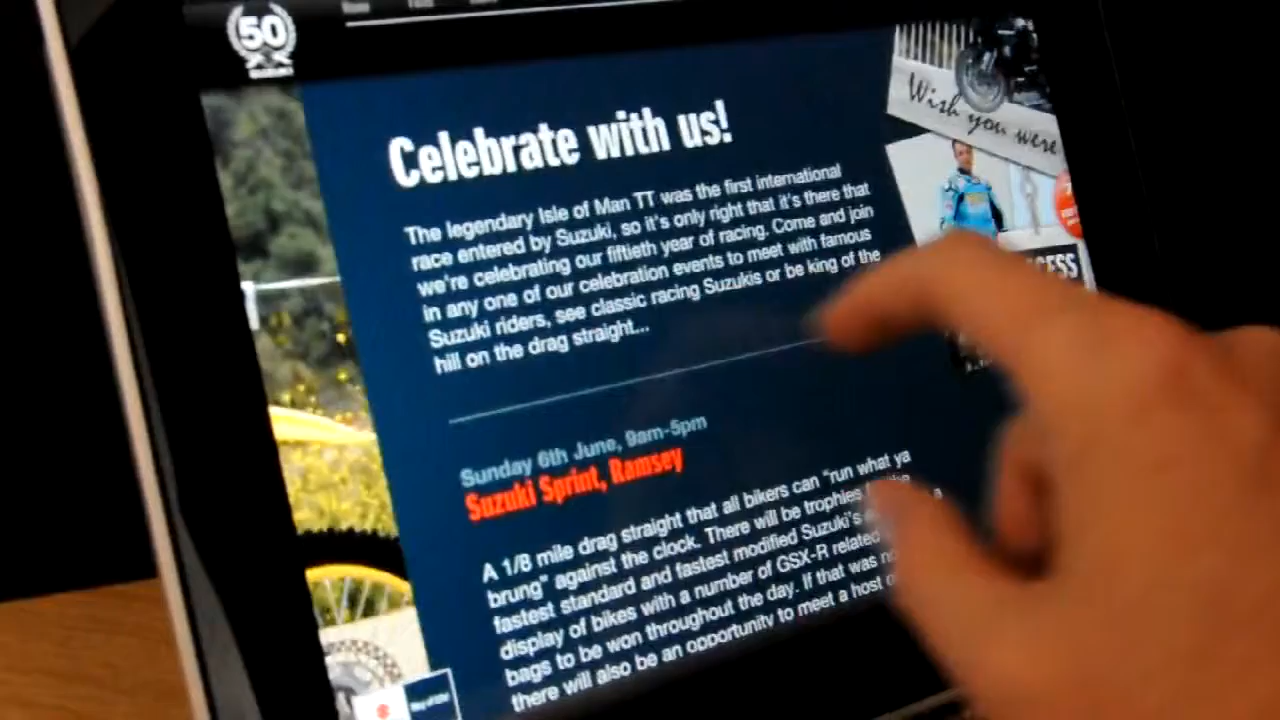 50
SUZUKI
Celebrate with us!
The legendary Isle of Man TT was the first international
race entered by Suzuki, so it's only right that it's there that
we're celebrating our fiftieth year of racing. Come and join
in any one of our celebration events to meet with famous
Suzuki riders, see classic racing Suzukis or be king of the
hill on the drag straight...
Sunday 6th June, 9am-5pm
Suzuki Sprint, Ramsey
A 1/8 mile drag straight that all bikers can "run what ya
brung" against the clock. There will be trophies
fastest standard and fastest modified Suzuki's
display of bikes with a number of GSX-R related
bags to be won throughout the day. If that was
there will also be an opportunity to meet a host
Wish you were